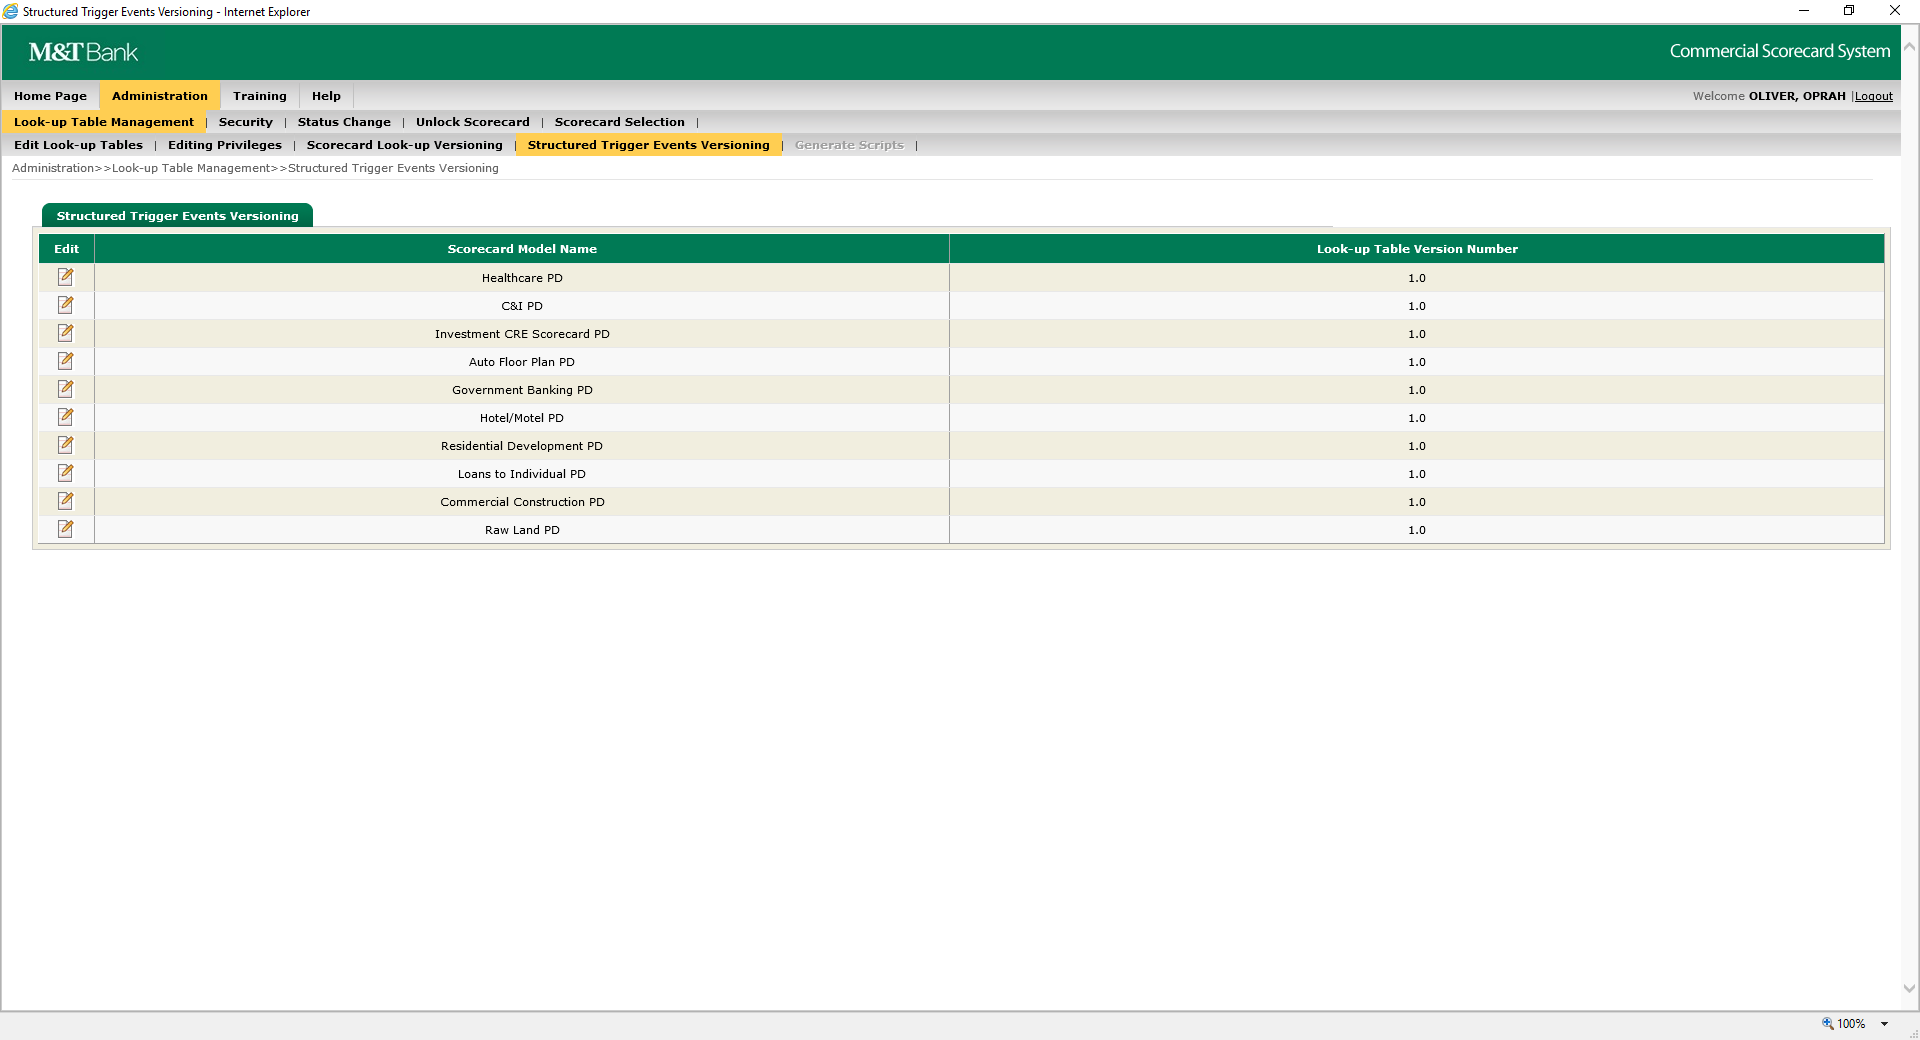 Structured Trigger Events Versioning - Internet Explorer
M&T Bank
Commercial Scorecard System
Home Page Administration Training Help Welcome OLIVER, OPRAH |Logout
Look-up Table Management | Security | Status Change | Unlock Scorecard | Scorecard Selection |
Edit Look-up Tables | Editing Privileges | Scorecard Look-up Versioning | Structured Trigger Events Versioning | Generate Scripts |
Administration>>Look-up Table Management>>Structured Trigger Events Versioning
Structured Trigger Events Versioning
Edit Scorecard Model Name Look-up Table Version Number
Healthcare PD 1.0
C&I PD 1.0
Investment CRE Scorecard PD 1.0
Auto Floor Plan PD 1.0
Government Banking PD 1.0
Hotel/Motel PD 1.0
Residential Development PD 1.0
Loans to Individual PD 1.0
Commercial Construction PD 1.0
Raw Land PD 1.0
100%